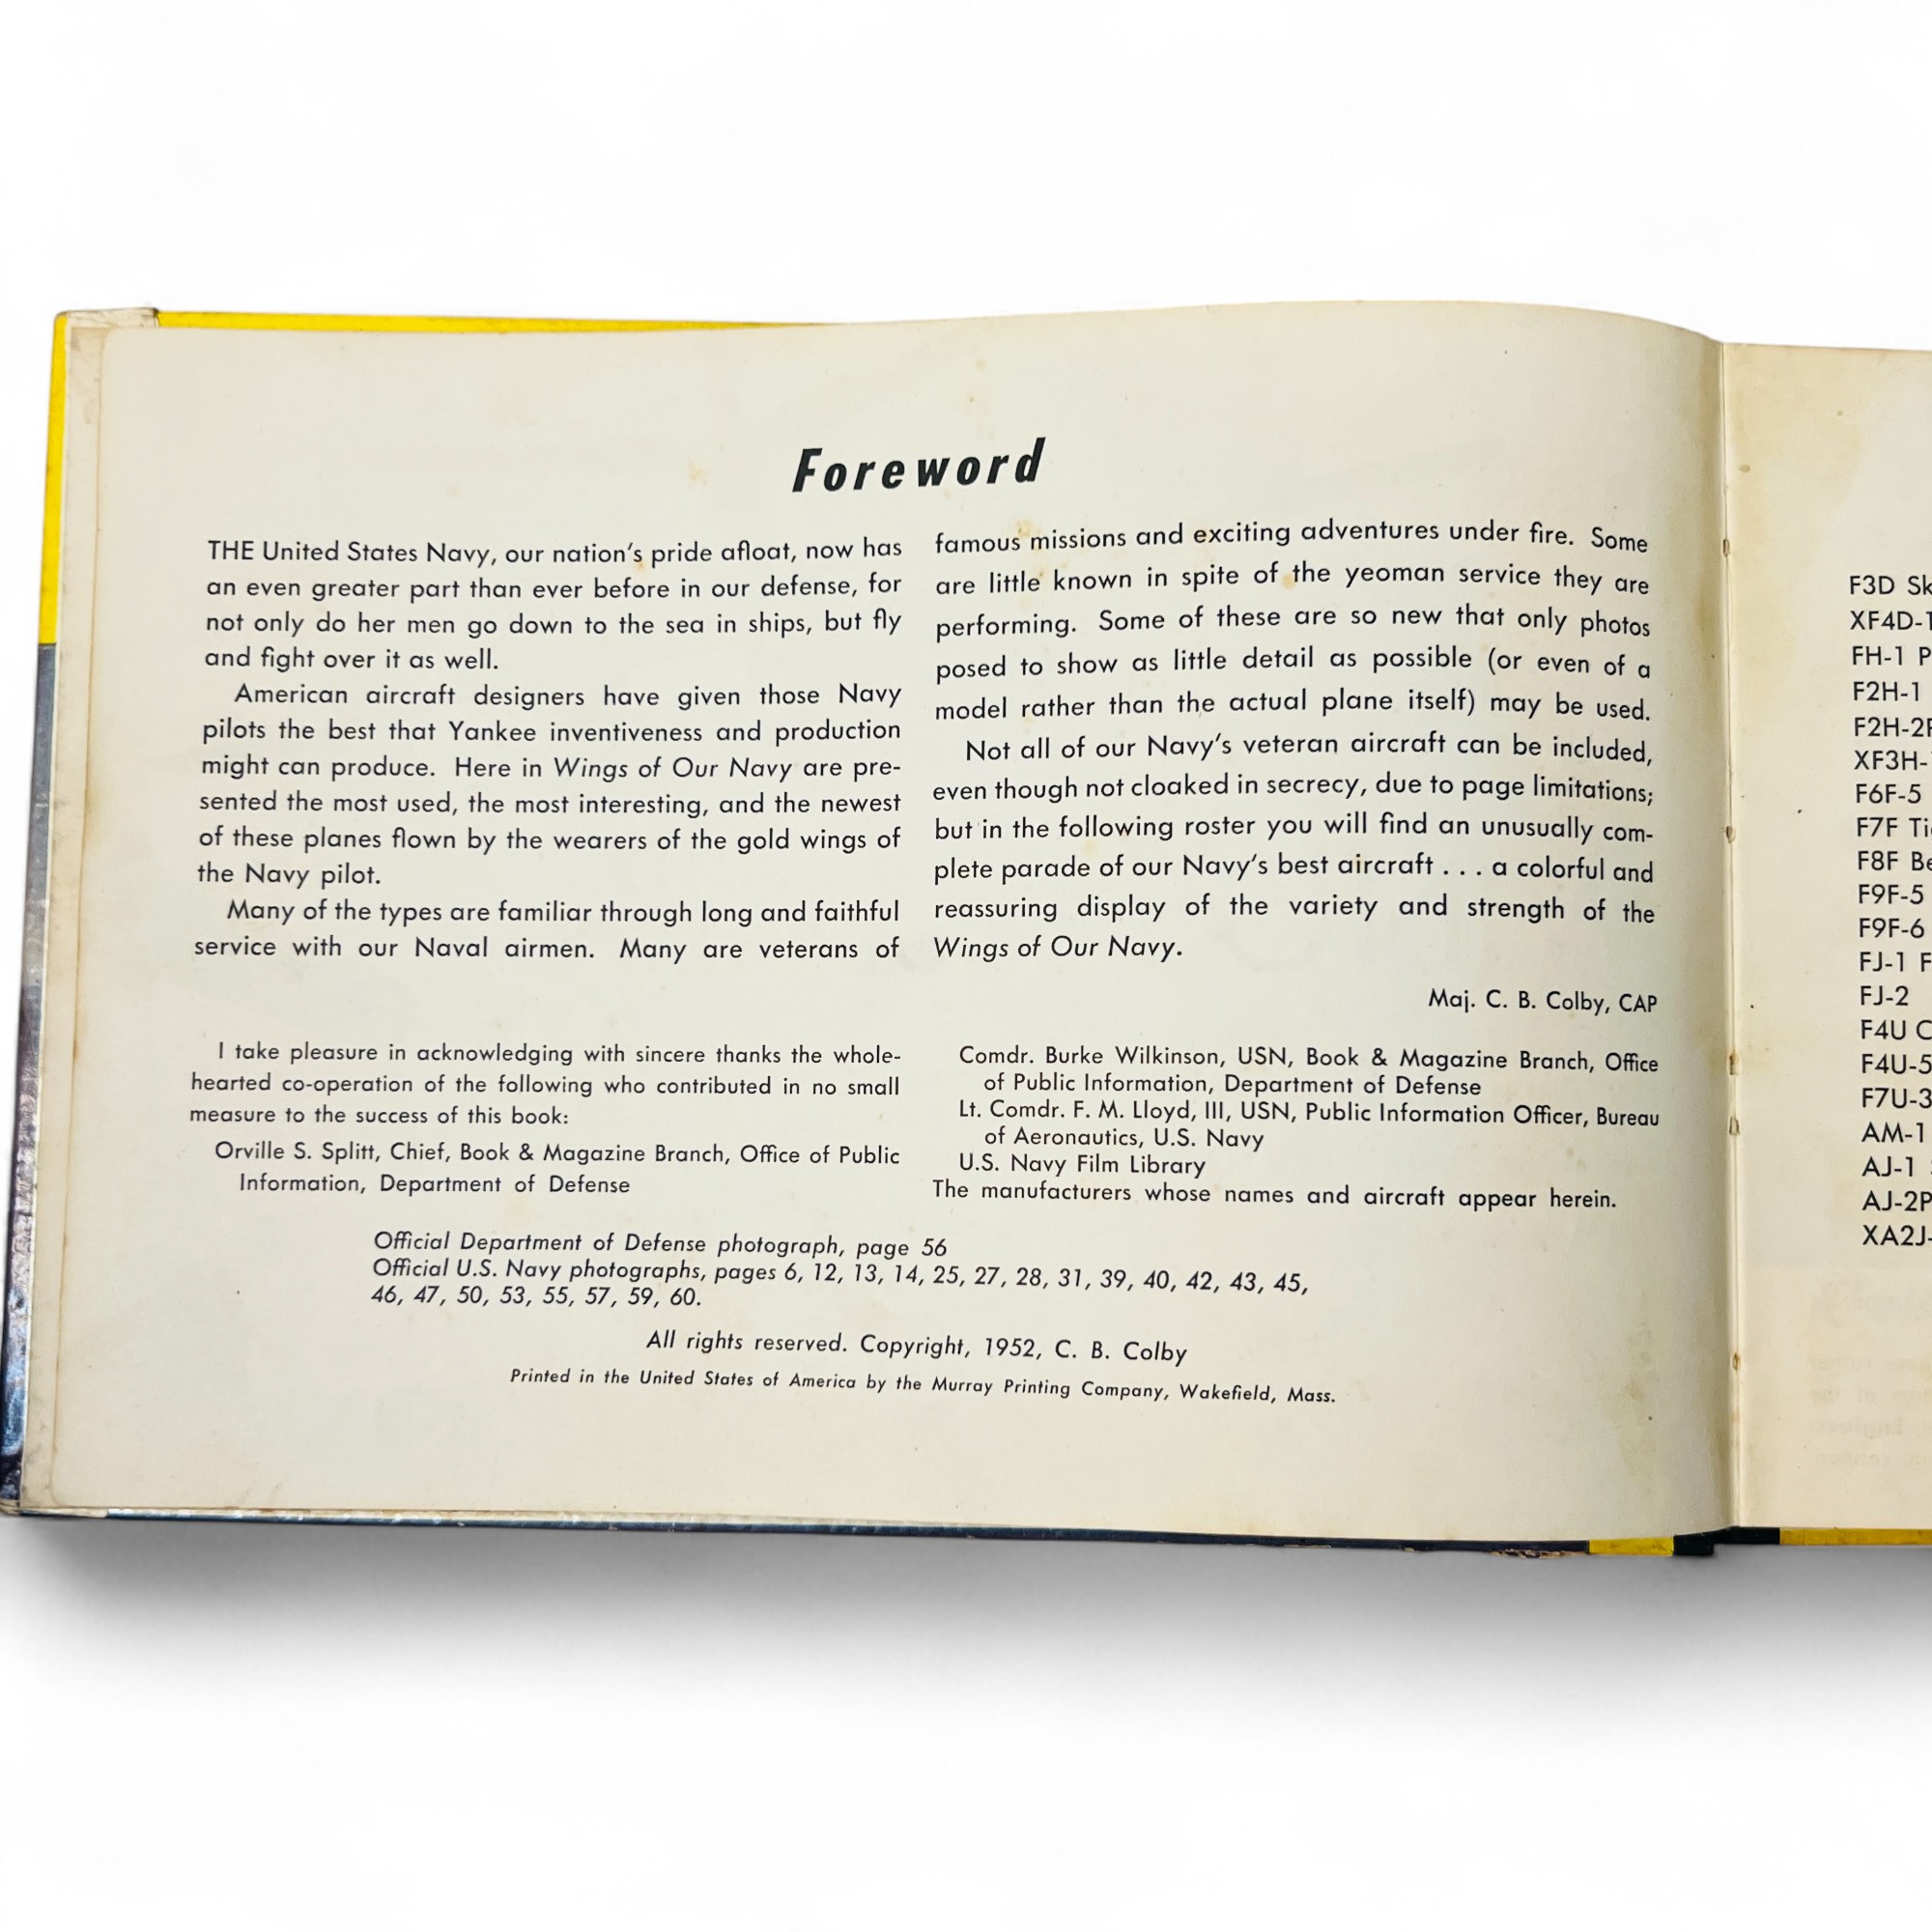 Foreword
THE United States Navy, our nation's pride afloat, now has
an even greater part than ever before in our defense, for
not only do her men go down to the sea in ships, but fly
and fight over it as well.
American aircraft designers have given those Navy
pilots the best that Yankee inventiveness and production
might can produce. Here in Wings of Our Navy are pre-
sented the most used, the most interesting, and the newest
of these planes flown by the wearers of the gold wings of
the Navy pilot.
Many of the types are familiar through long and faithful
service with our Naval airmen. Many are veterans of
famous missions and exciting adventures under fire. Some
are little known in spite of the yeoman service they are
performing. Some of these are so new that only photos
posed to show as little detail as possible (or even of a
model rather than the actual plane itself) may be used.
Not all of our Navy's veteran aircraft can be included,
even though not cloaked in secrecy, due to page limitations;
but in the following roster you will find an unusually com-
plete parade of our Navy's best aircraft . . . a colorful and
reassuring display of the variety and strength of the
Wings of Our Navy.
Maj. C. B. Colby, CAP
I take pleasure in acknowledging with sincere thanks the whole-
hearted co-operation of the following who contributed in no small
measure to the success of this book:
Orville S. Splitt, Chief, Book & Magazine Branch, Office of Public
Information, Department of Defense
Comdr. Burke Wilkinson, USN, Book & Magazine Branch, Office
of Public Information, Department of Defense
Lt. Comdr. F. M. Lloyd, III, USN, Public Information Officer, Bureau
of Aeronautics, U.S. Navy
U.S. Navy Film Library
The manufacturers whose names and aircraft appear herein.
Official Department of Defense photograph, page 56
Official U.S. Navy photographs, pages 6, 12, 13, 14, 25, 27, 28, 31, 39, 40, 42, 43, 45,
46, 47, 50, 53, 55, 57, 59, 60.
All rights reserved. Copyright, 1952, C. B. Colby
Printed in the United States of America by the Murray Printing Company, Wakefield, Mass.
F3D Sk
XF4D-1
FH-1 P
F2H-1
F2H-2P
XF3H-
F6F-5
F7F Ti
F8F Be
F9F-5
F9F-6
FJ-1 F
FJ-2
F4U C
F4U-5
F7U-3
AM-1
AJ-1
AJ-2P
XA2J-